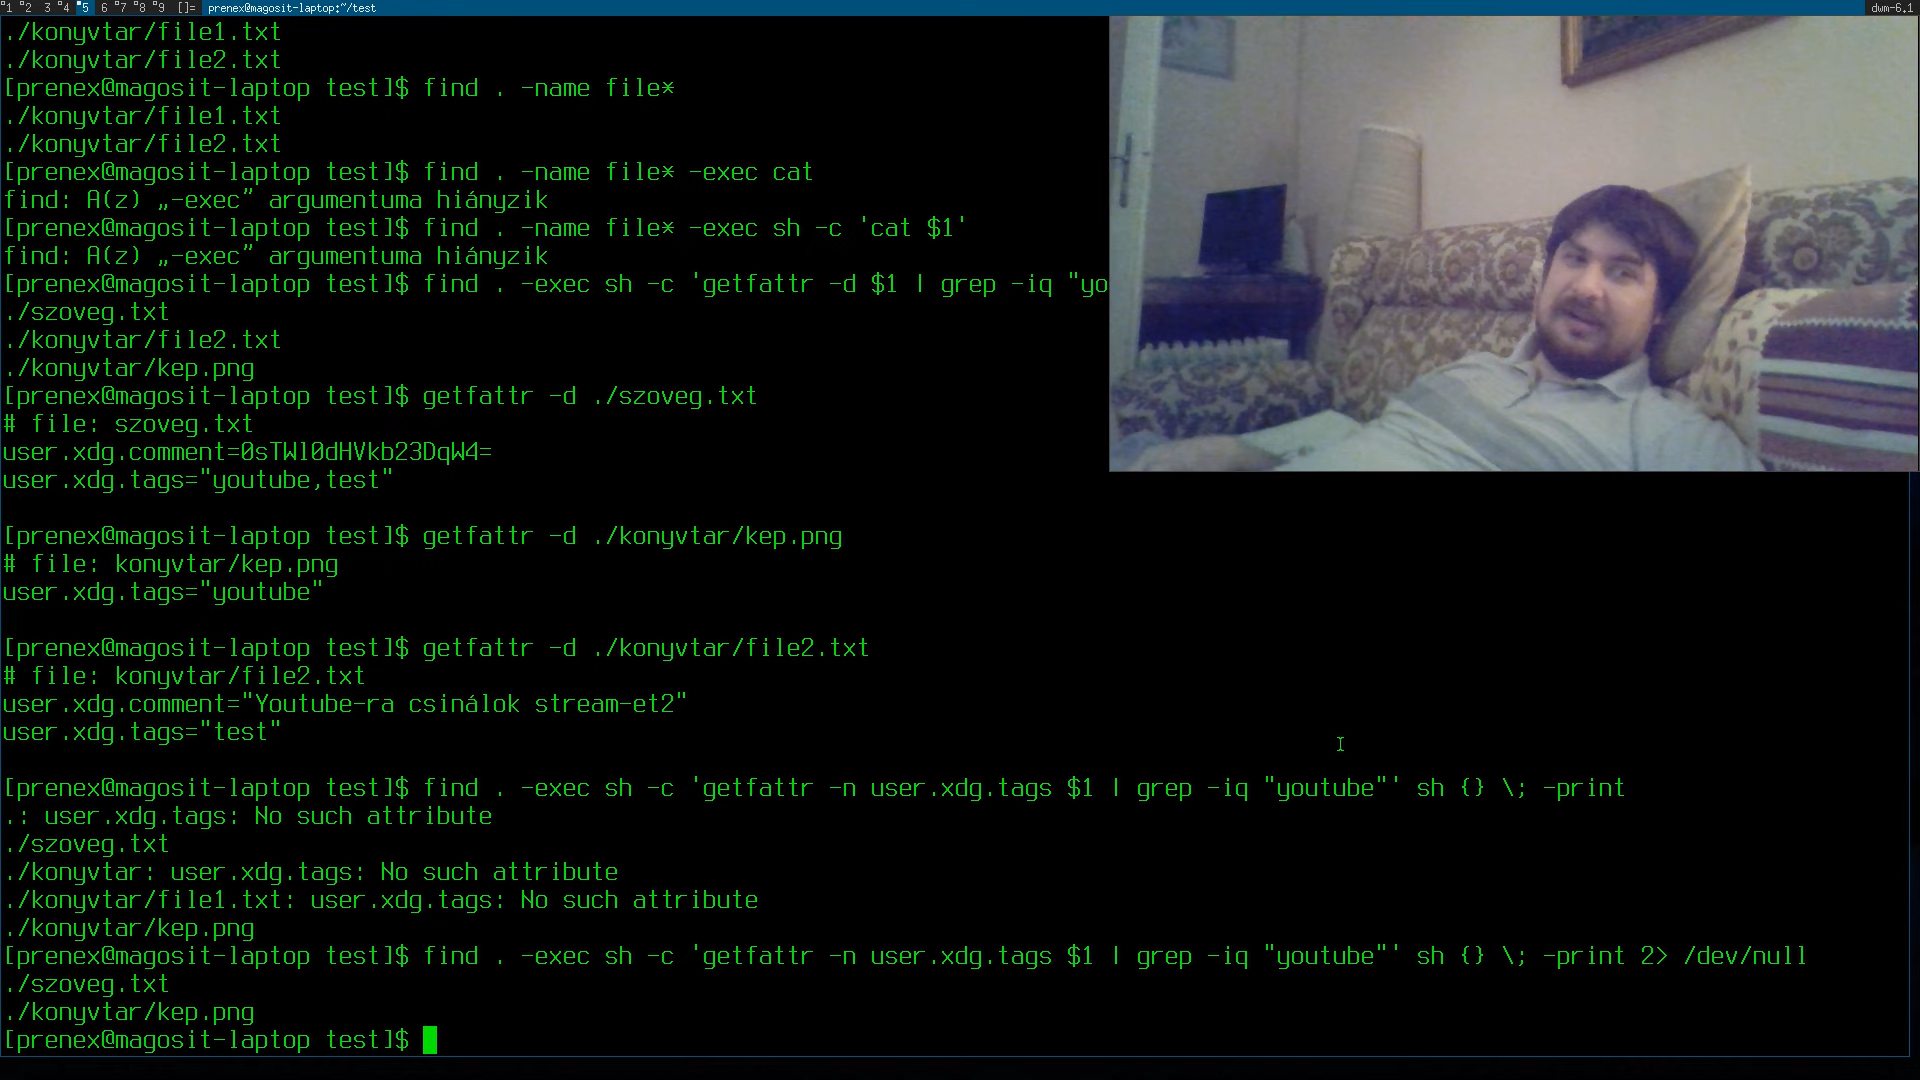 1 2 3 4 5 6 7 8 9 []= prenex@magosit-laptop:~/test dwm-6.1
./konyvtar/file1.txt
./konyvtar/file2.txt
[prenex@magosit-laptop test]$ find . -name file*
./konyvtar/file1.txt
./konyvtar/file2.txt
[prenex@magosit-laptop test]$ find . -name file* -exec cat
find: A(z) „-exec” argumentuma hiányzik
[prenex@magosit-laptop test]$ find . -name file* -exec sh -c 'cat $1'
find: A(z) „-exec” argumentuma hiányzik
[prenex@magosit-laptop test]$ find . -exec sh -c 'getfattr -d $1 | grep -iq "yo
./szoveg.txt
./konyvtar/file2.txt
./konyvtar/kep.png
[prenex@magosit-laptop test]$ getfattr -d ./szoveg.txt
# file: szoveg.txt
user.xdg.comment=0sTWl0dHVkb23DqW4=
user.xdg.tags="youtube,test"
[prenex@magosit-laptop test]$ getfattr -d ./konyvtar/kep.png
# file: konyvtar/kep.png
user.xdg.tags="youtube"
[prenex@magosit-laptop test]$ getfattr -d ./konyvtar/file2.txt
# file: konyvtar/file2.txt
user.xdg.comment="Youtube-ra csinálok stream-et2"
user.xdg.tags="test"
[prenex@magosit-laptop test]$ find . -exec sh -c 'getfattr -n user.xdg.tags $1 | grep -iq "youtube"' sh {} \; -print
.: user.xdg.tags: No such attribute
./szoveg.txt
./konyvtar: user.xdg.tags: No such attribute
./konyvtar/file1.txt: user.xdg.tags: No such attribute
./konyvtar/kep.png
[prenex@magosit-laptop test]$ find . -exec sh -c 'getfattr -n user.xdg.tags $1 | grep -iq "youtube"' sh {} \; -print 2> /dev/null
./szoveg.txt
./konyvtar/kep.png
[prenex@magosit-laptop test]$